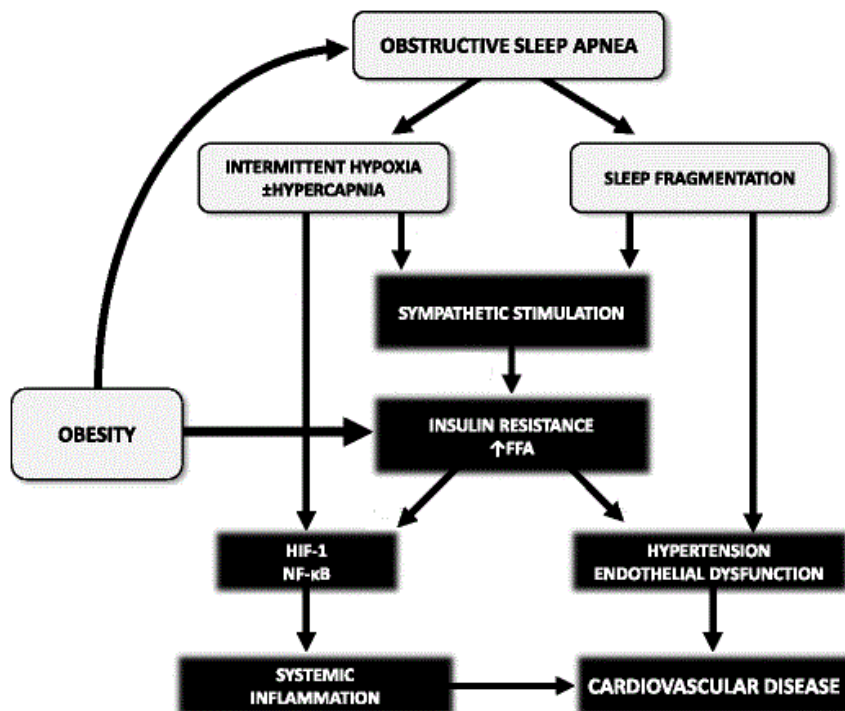 OBSTRUCTIVE SLEEP APNEA
INTERMITTENT HYPOXIA
±HYPERCAPNIA
SLEEP FRAGMENTATION
SYMPATHETIC STIMULATION
OBESITY
INSULIN RESISTANCE
↑FFA
HIF-1
NF-κB
HYPERTENSION
ENDOTHELIAL DYSFUNCTION
SYSTEMIC
INFLAMMATION
CARDIOVASCULAR DISEASE